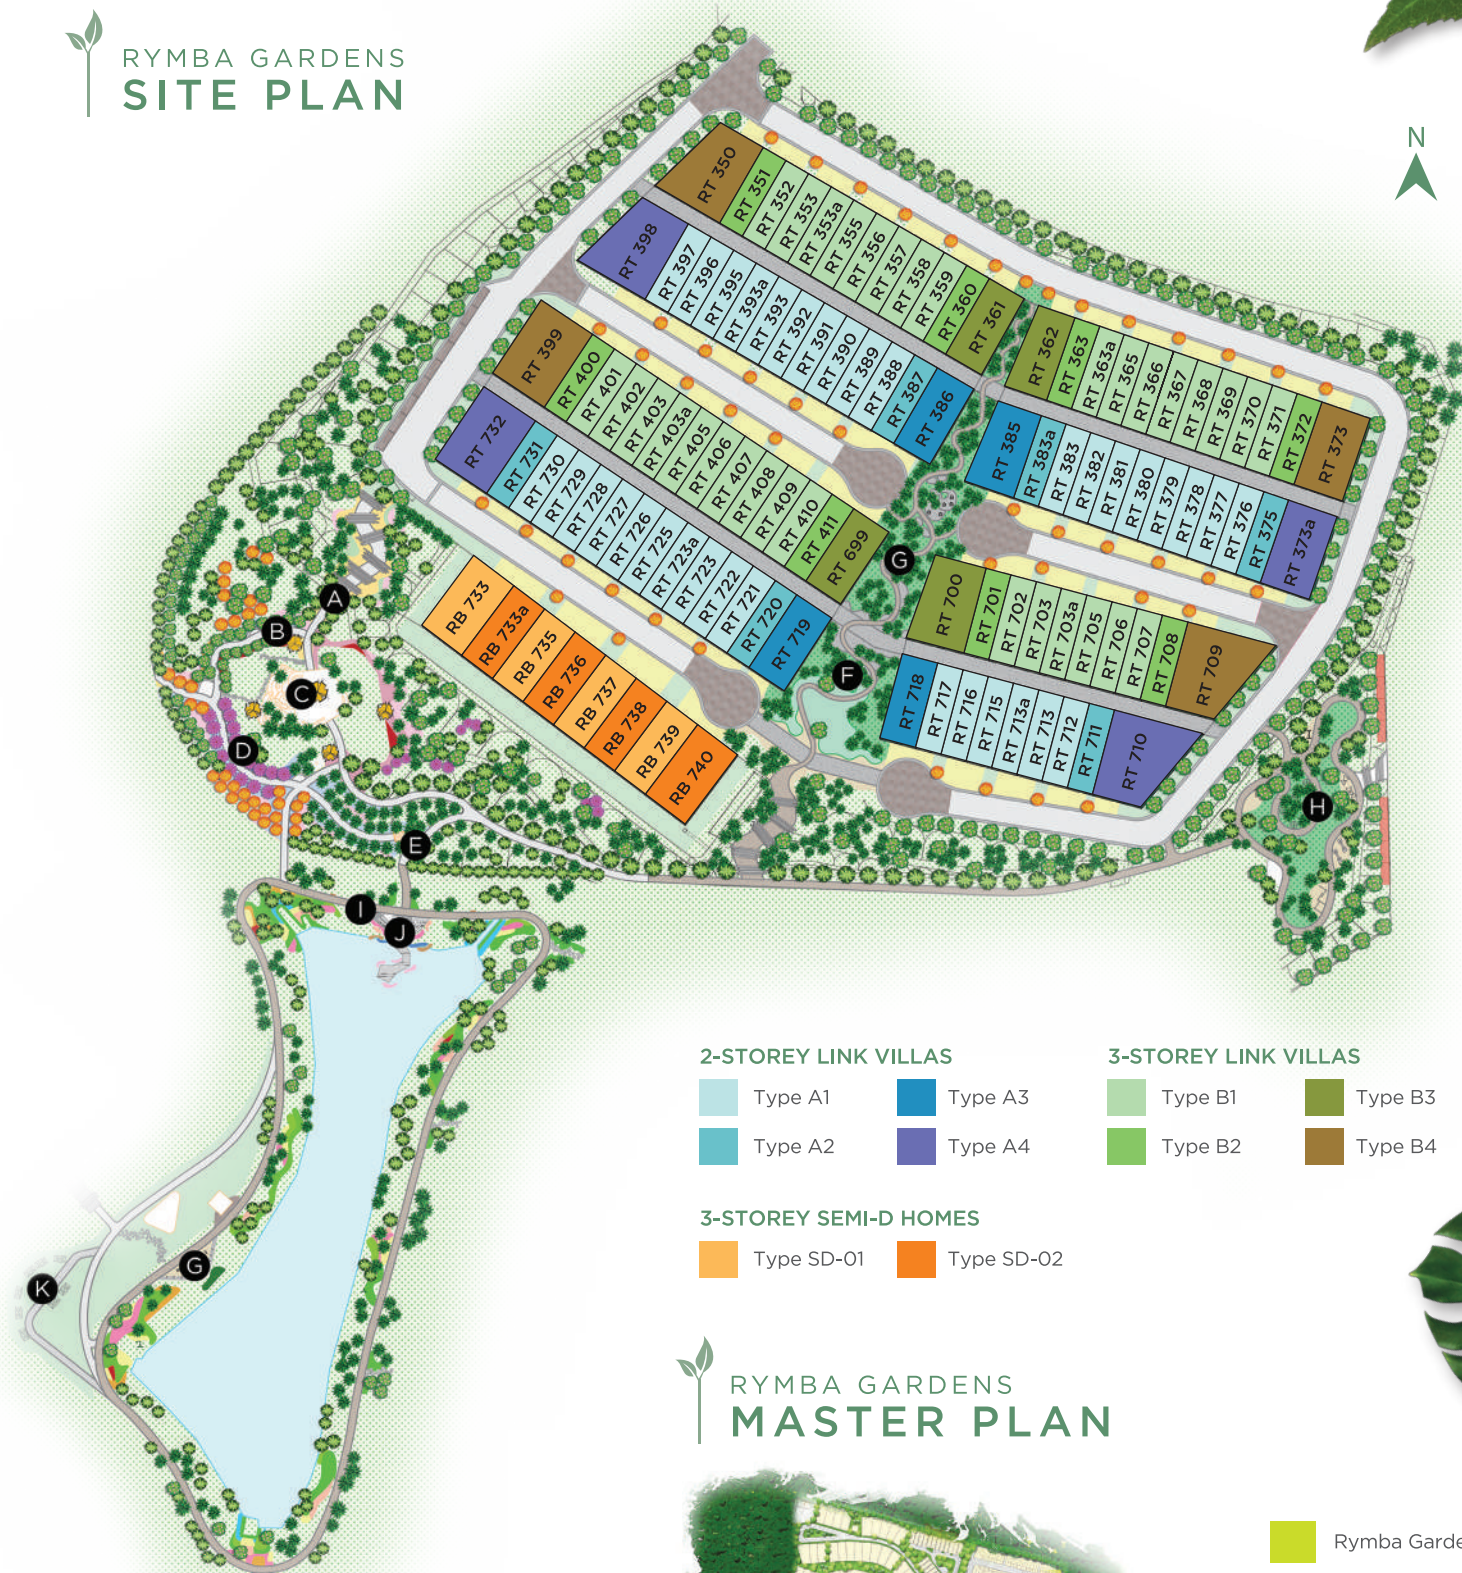 RYMBA GARDENS
SITE PLAN
N
RT 350
RT 351
RT 352
RT 353
RT 353a
RT 355
RT 356
RT 357
RT 358
RT 359
RT 360
RT 361
RT 362
RT 363
RT 363a
RT 365
RT 366
RT 367
RT 368
RT 369
RT 370
RT 371
RT 372
RT 373
RT 398
RT 397
RT 396
RT 395
RT 393a
RT 393
RT 392
RT 391
RT 390
RT 389
RT 388
RT 387
RT 386
RT 385
RT 383a
RT 383
RT 382
RT 381
RT 380
RT 379
RT 378
RT 377
RT 376
RT 375
RT 373a
RT 399
RT 400
RT 401
RT 402
RT 403
RT 403a
RT 405
RT 406
RT 407
RT 408
RT 409
RT 410
RT 411
RT 699
RT 700
RT 701
RT 702
RT 703
RT 703a
RT 705
RT 706
RT 707
RT 708
RT 709
RT 732
RT 731
RT 730
RT 729
RT 728
RT 727
RT 726
RT 725
RT 723a
RT 723
RT 722
RT 721
RT 720
RT 719
RT 718
RT 717
RT 716
RT 715
RT 713a
RT 713
RT 712
RT 711
RT 710
RB 733
RB 733a
RB 735
RB 736
RB 737
RB 738
RB 739
RB 740
A
B
C
D
E
F
G
H
I
J
G
K
2-STOREY LINK VILLAS
Type A1
Type A3
Type A2
Type A4
3-STOREY LINK VILLAS
Type B1
Type B3
Type B2
Type B4
3-STOREY SEMI-D HOMES
Type SD-01
Type SD-02
RYMBA GARDENS
MASTER PLAN
Rymba Garde